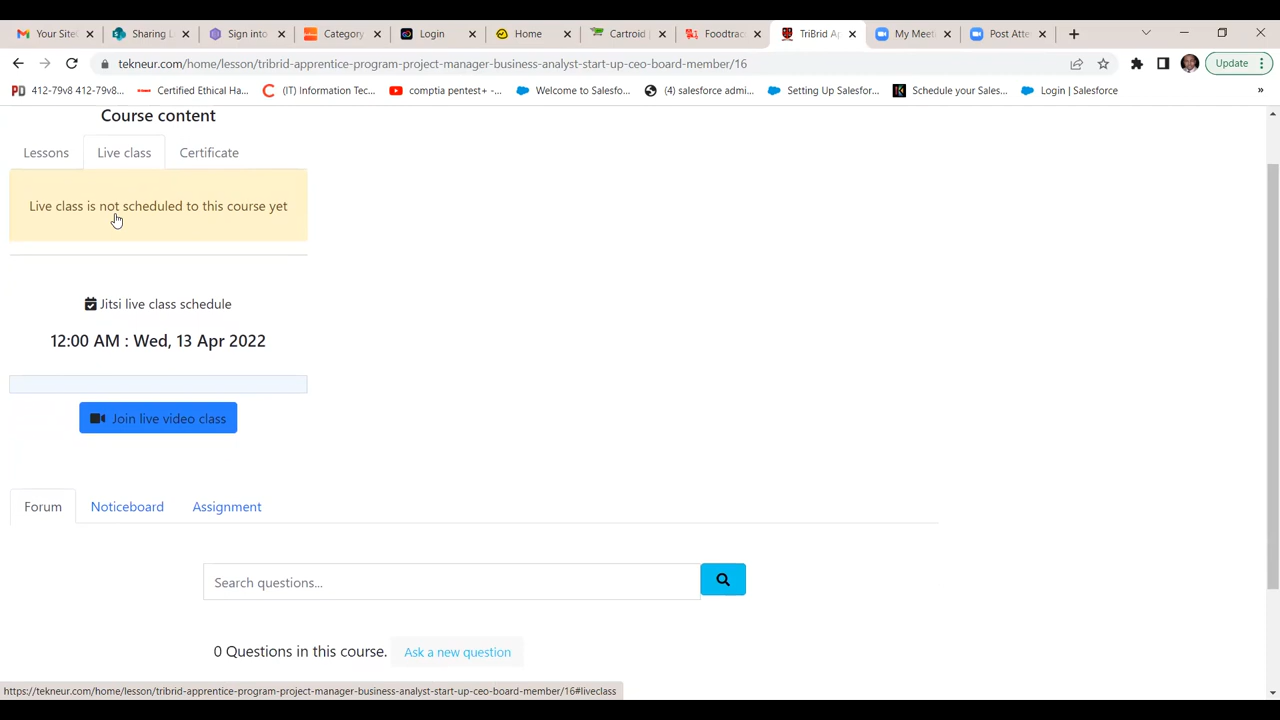 Your Site
Sharing L
Sign into
Category
Login
Home
Cartroid |
Foodtrac
TriBrid Ap
My Meet
Post Atte
tekneur.com/home/lesson/tribrid-apprentice-program-project-manager-business-analyst-start-up-ceo-board-member/16
Update
412-79v8 412-79v8...
Certified Ethical Ha...
(IT) Information Tec...
comptia pentest+ -...
Welcome to Salesfo...
(4) salesforce admi...
Setting Up Salesfor...
Schedule your Sales...
Login | Salesforce
»
Course content
Lessons
Live class
Certificate
Live class is not scheduled to this course yet
Jitsi live class schedule
12:00 AM : Wed, 13 Apr 2022
Join live video class
Forum
Noticeboard
Assignment
Search questions...
0 Questions in this course.
Ask a new question
https://tekneur.com/home/lesson/tribrid-apprentice-program-project-manager-business-analyst-start-up-ceo-board-member/16#liveclass